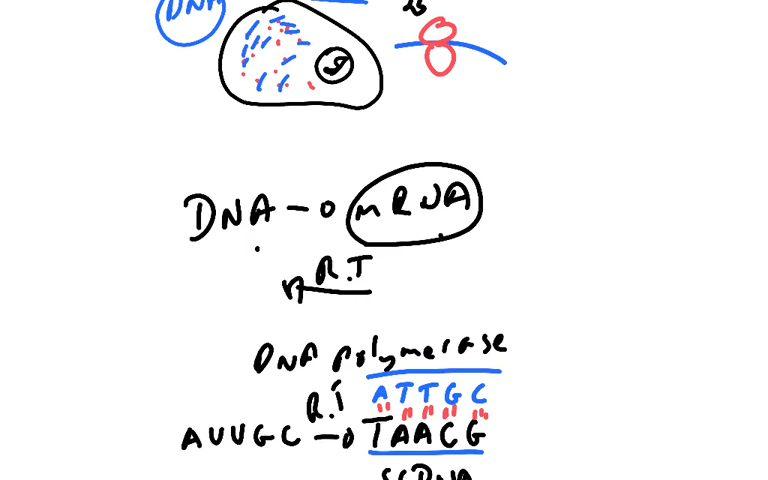 DNA
DNA → mRNA
R.T
DNA polymerase
R.T ATTGC
AUUGC → TAACG